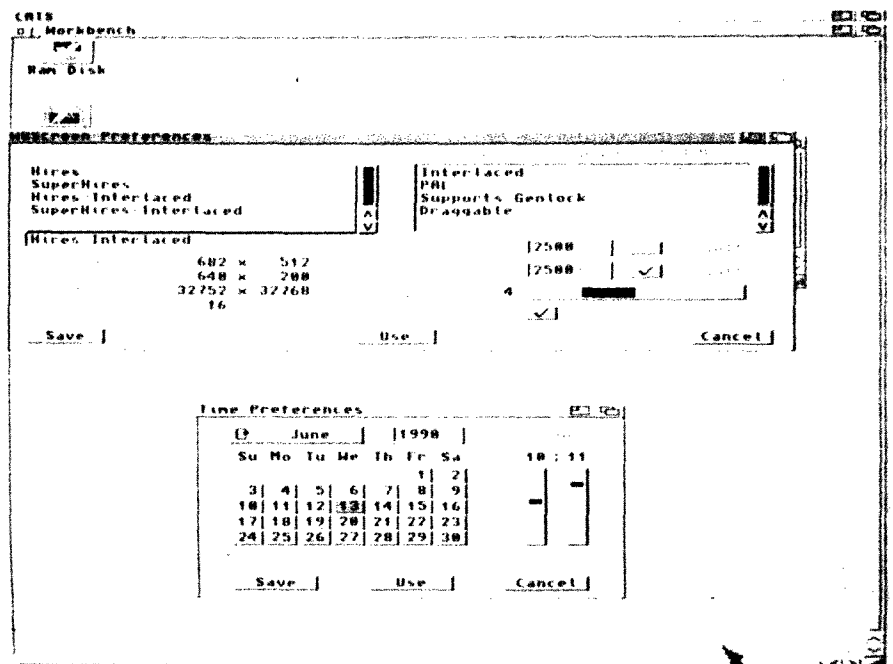 CATS
Workbench
Ram Disk
WBScreen Preferences
Hires
SuperHires
Hires Interlaced
SuperHires Interlaced
Hires Interlaced
682 x 512
640 x 200
32752 x 32768
16
Interlaced
PAL
Supports Genlock
Draggable
2500
2500
4
Save Use Cancel
Time Preferences
June 1990
10 : 11
Su Mo Tu We Th Fr Sa
1 2
3 4 5 6 7 8 9
10 11 12 13 14 15 16
17 18 19 20 21 22 23
24 25 26 27 28 29 30
Save Use Cancel